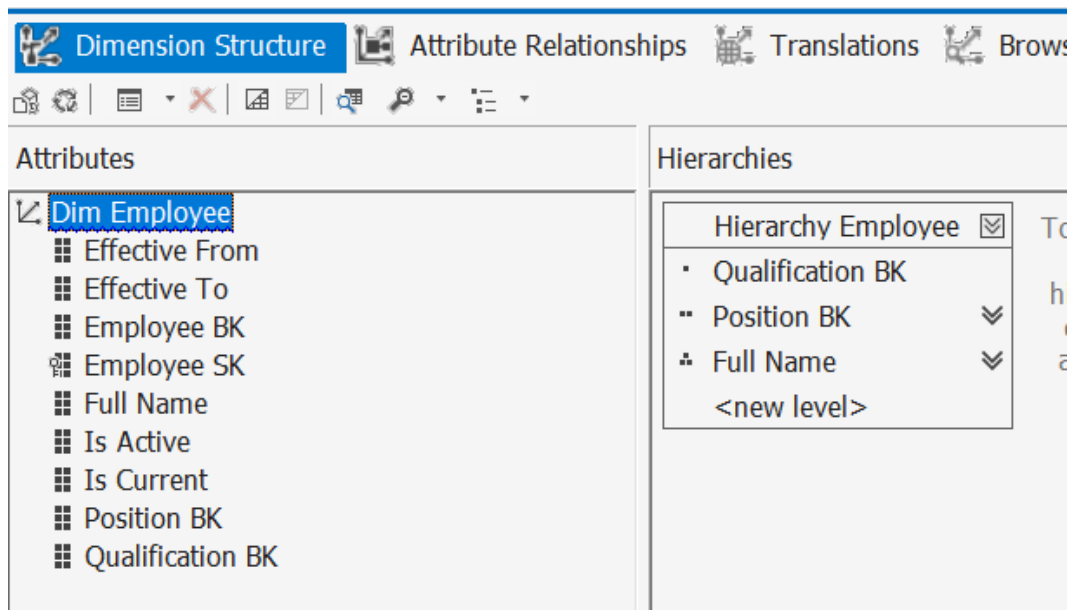 Dimension Structure Attribute Relationships Translations Brows
Attributes
Dim Employee
Effective From
Effective To
Employee BK
Employee SK
Full Name
Is Active
Is Current
Position BK
Qualification BK
Hierarchies
Hierarchy Employee
Qualification BK
Position BK
Full Name
<new level>